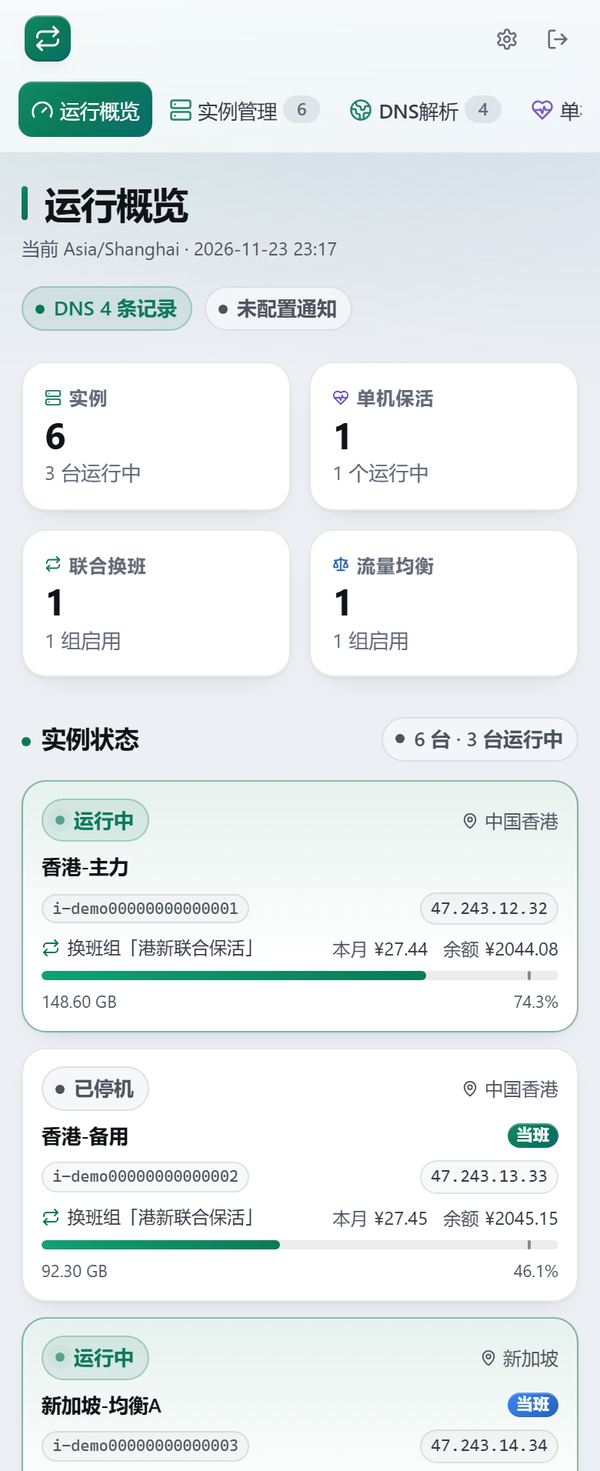 运行概览 实例管理 6 DNS解析 4 单
运行概览
当前 Asia/Shanghai · 2026-11-23 23:17
DNS 4 条记录 未配置通知
实例 单机保活
6 1
3 台运行中 1 个运行中
联合换班 流量均衡
1 1
1 组启用 1 组启用
实例状态 6 台 · 3 台运行中
运行中 中国香港
香港-主力
i-demo00000000000001 47.243.12.32
换班组「港新联合保活」 本月 ¥27.44 余额 ¥2044.08
148.60 GB 74.3%
已停机 中国香港
香港-备用 当班
i-demo00000000000002 47.243.13.33
换班组「港新联合保活」 本月 ¥27.45 余额 ¥2045.15
92.30 GB 46.1%
运行中 新加坡
新加坡-均衡A 当班
i-demo00000000000003 47.243.14.34